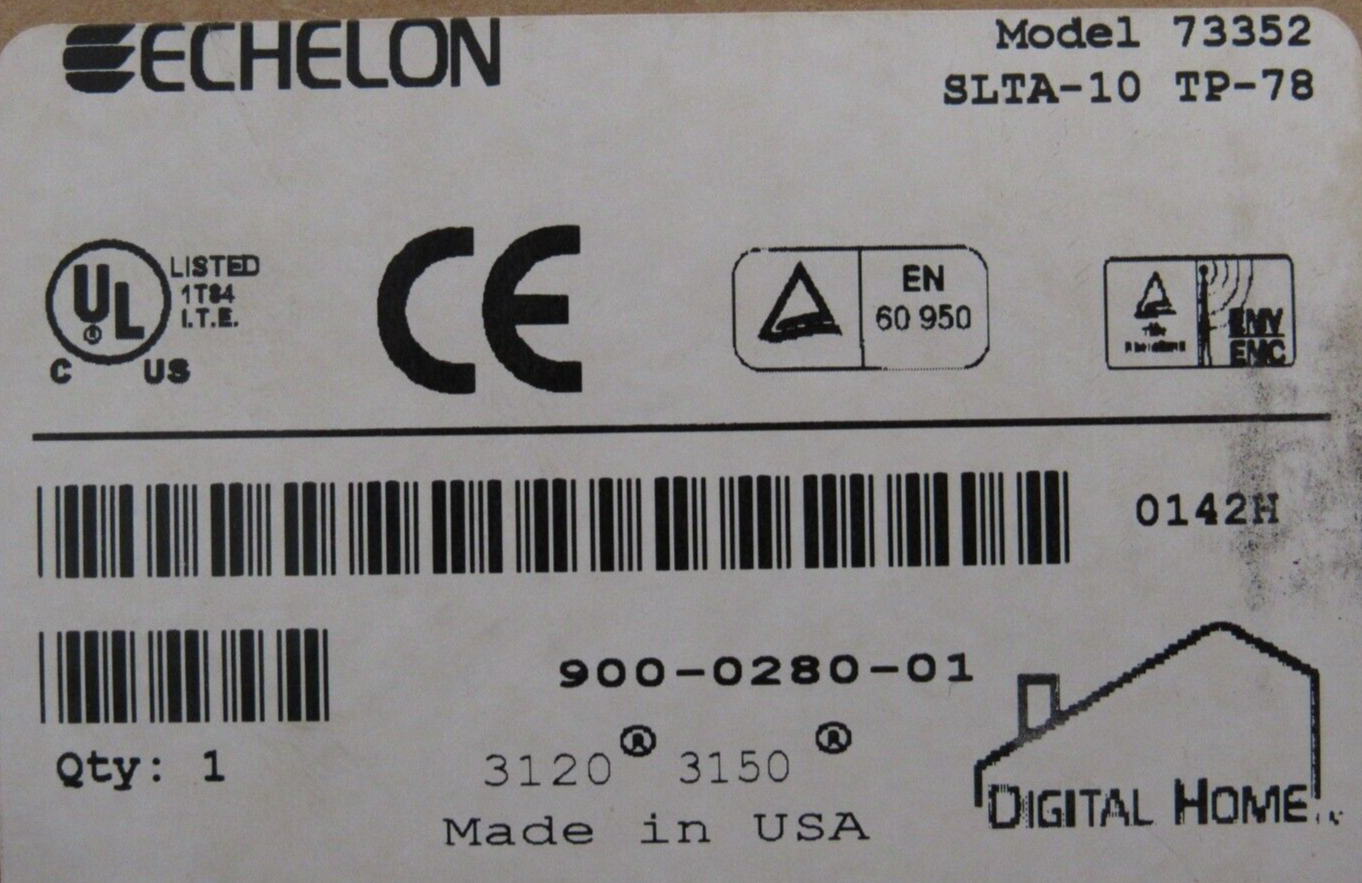 ECHELON
Model 73352
SLTA-10 TP-78
UL
LISTED
1T84
I.T.E.
C US
CE
EN
60 950
EMV
EMC
0142H
900-0280-01
Qty: 1
3120® 3150®
Made in USA
DIGITAL HOME